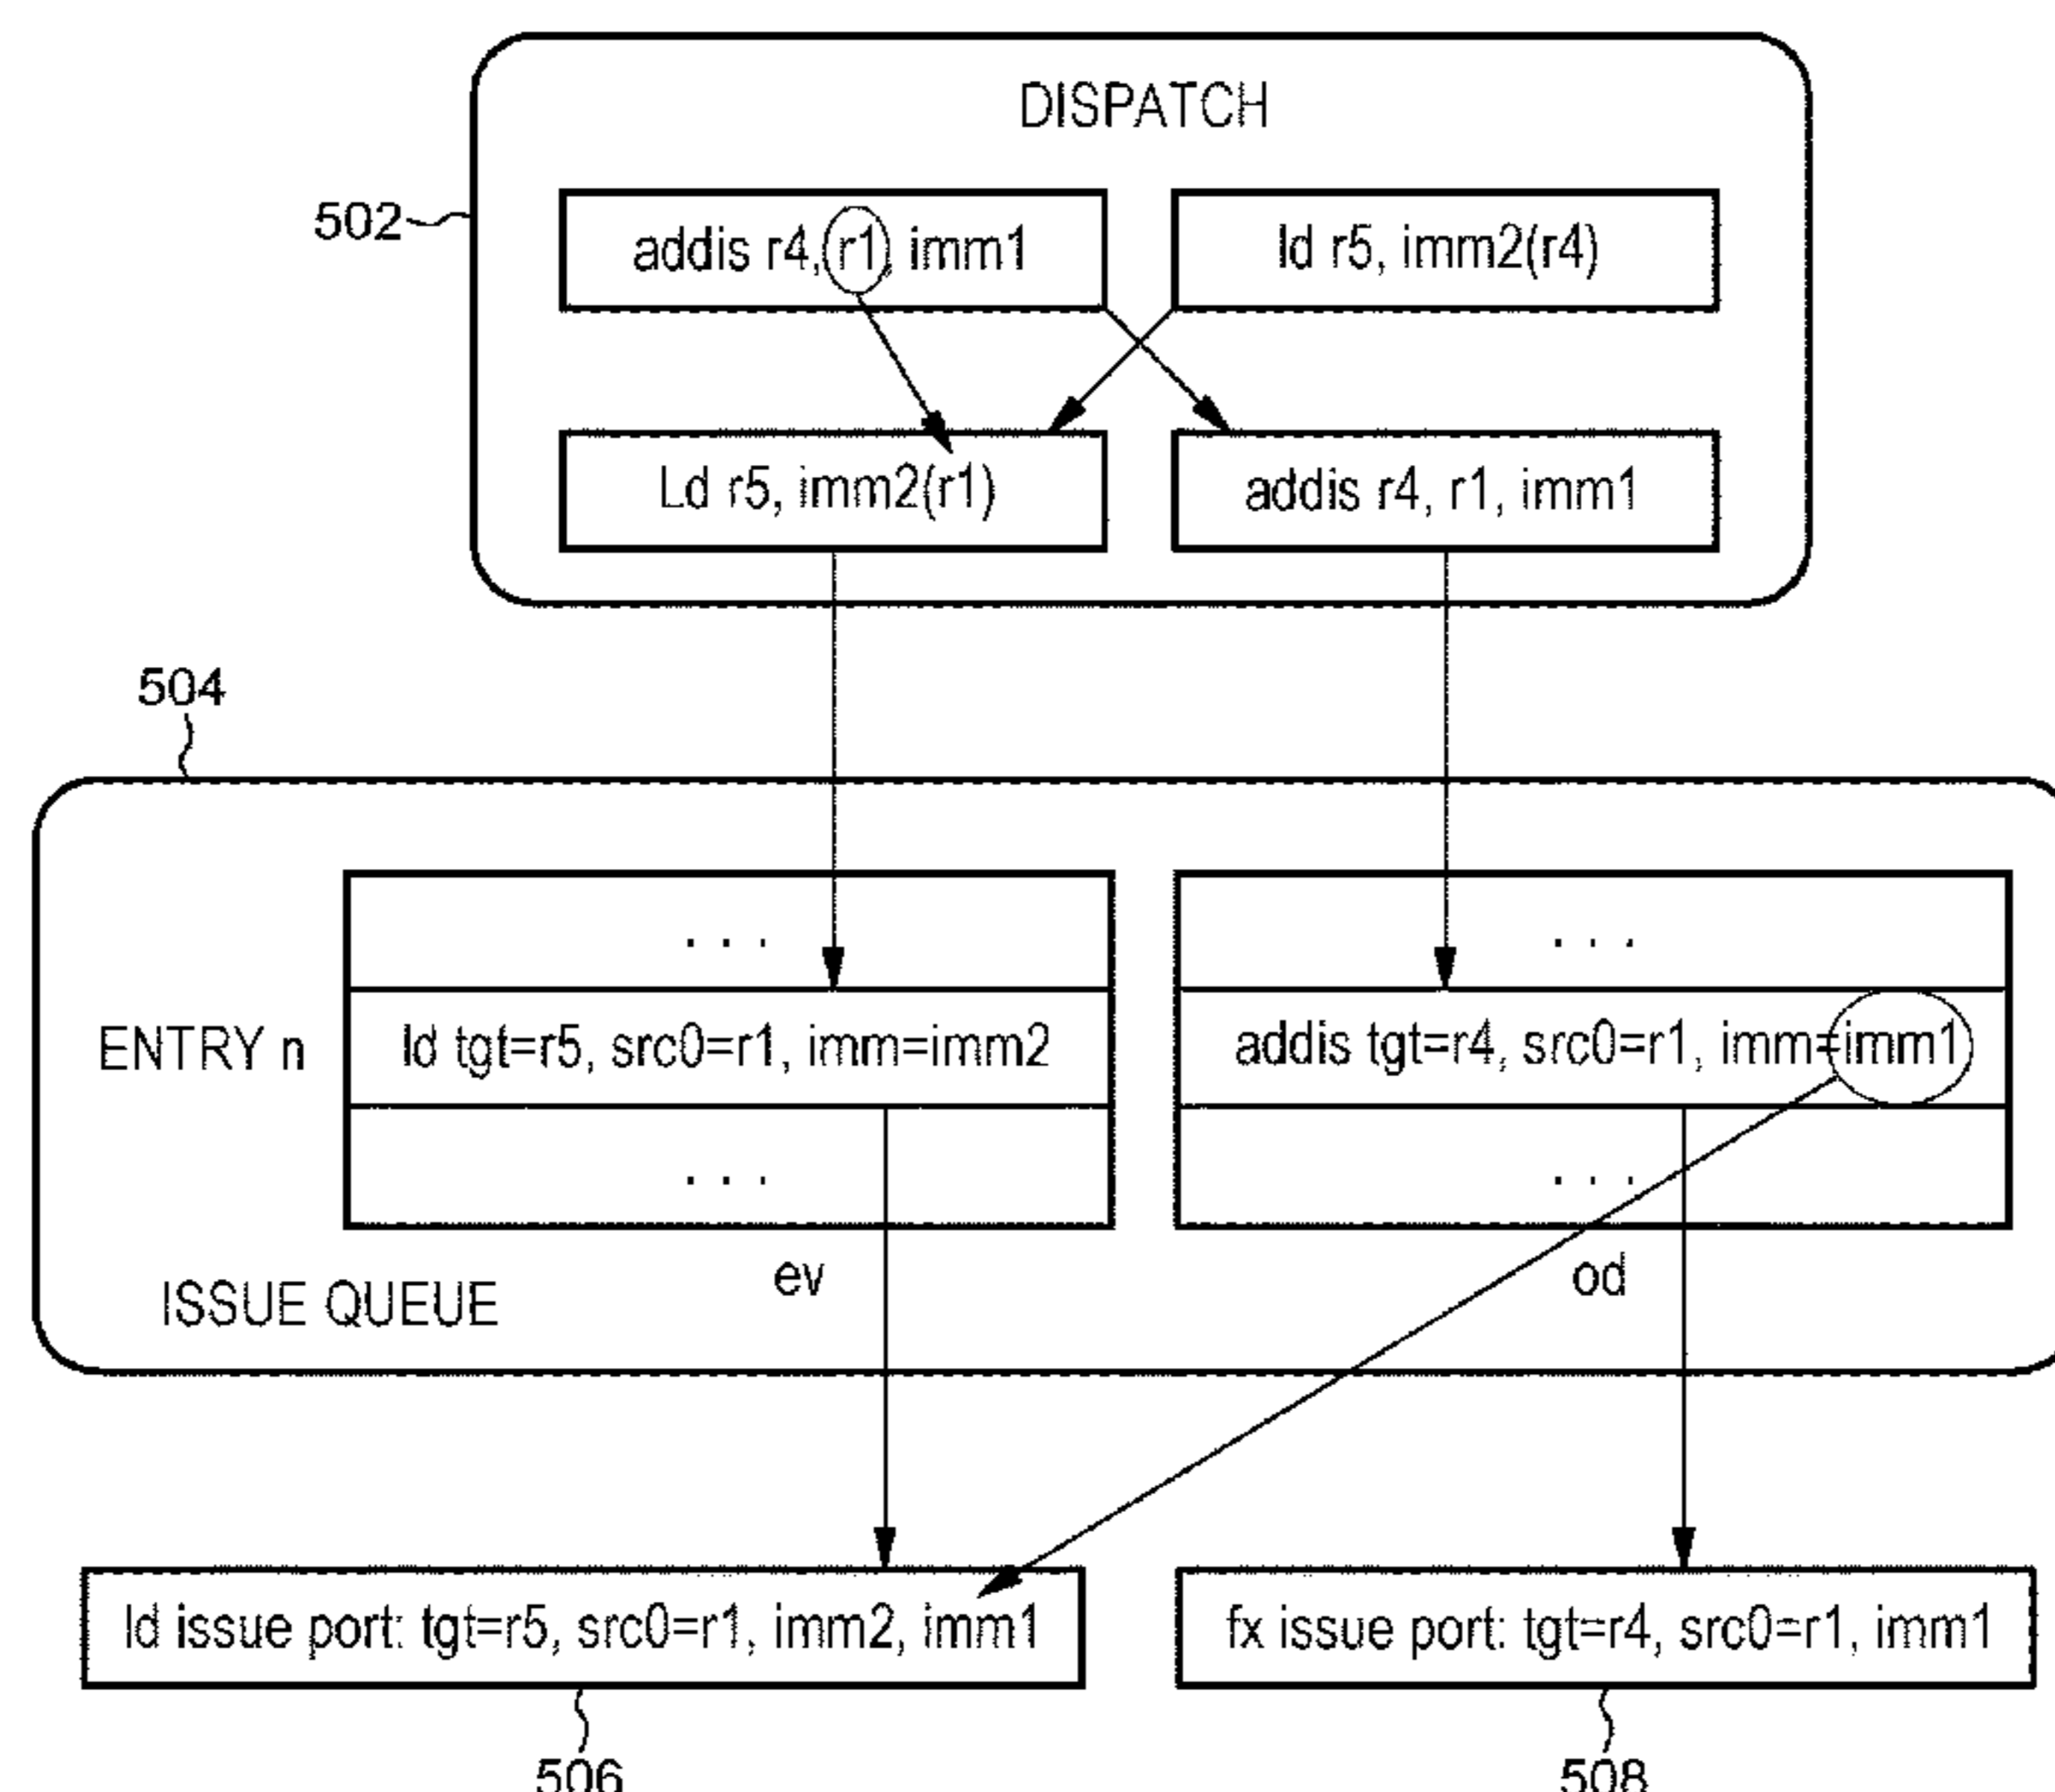 DISPATCH
502
addis r4, r1, imm1
ld r5, imm2(r4)
Ld r5, imm2(r1)
addis r4, r1, imm1
504
. . .
. . .
ENTRY n
ld tgt=r5, src0=r1, imm=imm2
addis tgt=r4, src0=r1, imm=imm1
. . .
. . .
ev
od
ISSUE QUEUE
ld issue port: tgt=r5, src0=r1, imm2, imm1
fx issue port: tgt=r4, src0=r1, imm1
506
508